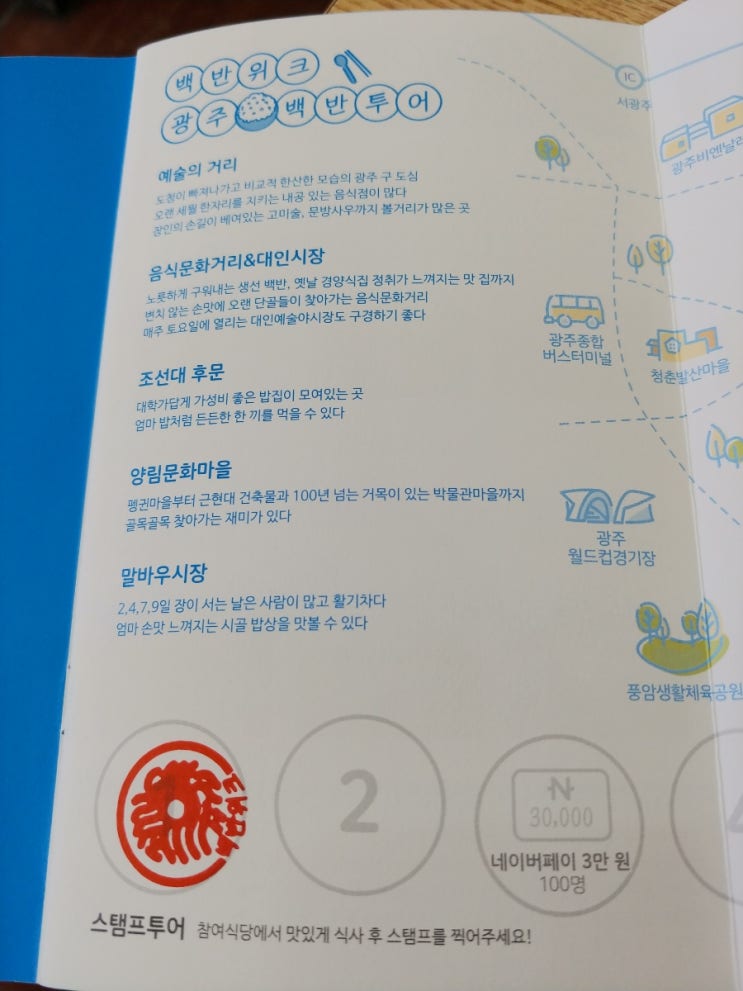 백반위크
광주백반투어
예술의 거리
도청이 빠져나가고 비교적 한산한 모습의 광주 구 도심
오랜 세월 한자리를 지키는 내공 있는 음식점이 많다
장인의 손길이 베여있는 고미술, 문방사우까지 볼거리가 많은 곳
음식문화거리&대인시장
노릇하게 구워내는 생선 백반, 옛날 경양식집 정취가 느껴지는 맛 집까지
변치 않는 손맛에 오랜 단골들이 찾아가는 음식문화거리
매주 토요일에 열리는 대인예술야시장도 구경하기 좋다
조선대 후문
대학가답게 가성비 좋은 밥집이 모여있는 곳
엄마 밥처럼 든든한 한 끼를 먹을 수 있다
양림문화마을
펭귄마을부터 근현대 건축물과 100년 넘는 거목이 있는 박물관마을까지
골목골목 찾아가는 재미가 있다
말바우시장
2,4,7,9일 장이 서는 날은 사람이 많고 활기차다
엄마 손맛 느껴지는 시골 밥상을 맛볼 수 있다
IC
서광주
광주비엔날레
광주종합
버스터미널
청춘발산마을
광주
월드컵경기장
풍암생활체육공원
2
N
30,000
네이버페이 3만 원
100명
스탬프투어 참여식당에서 맛있게 식사 후 스탬프를 찍어주세요!